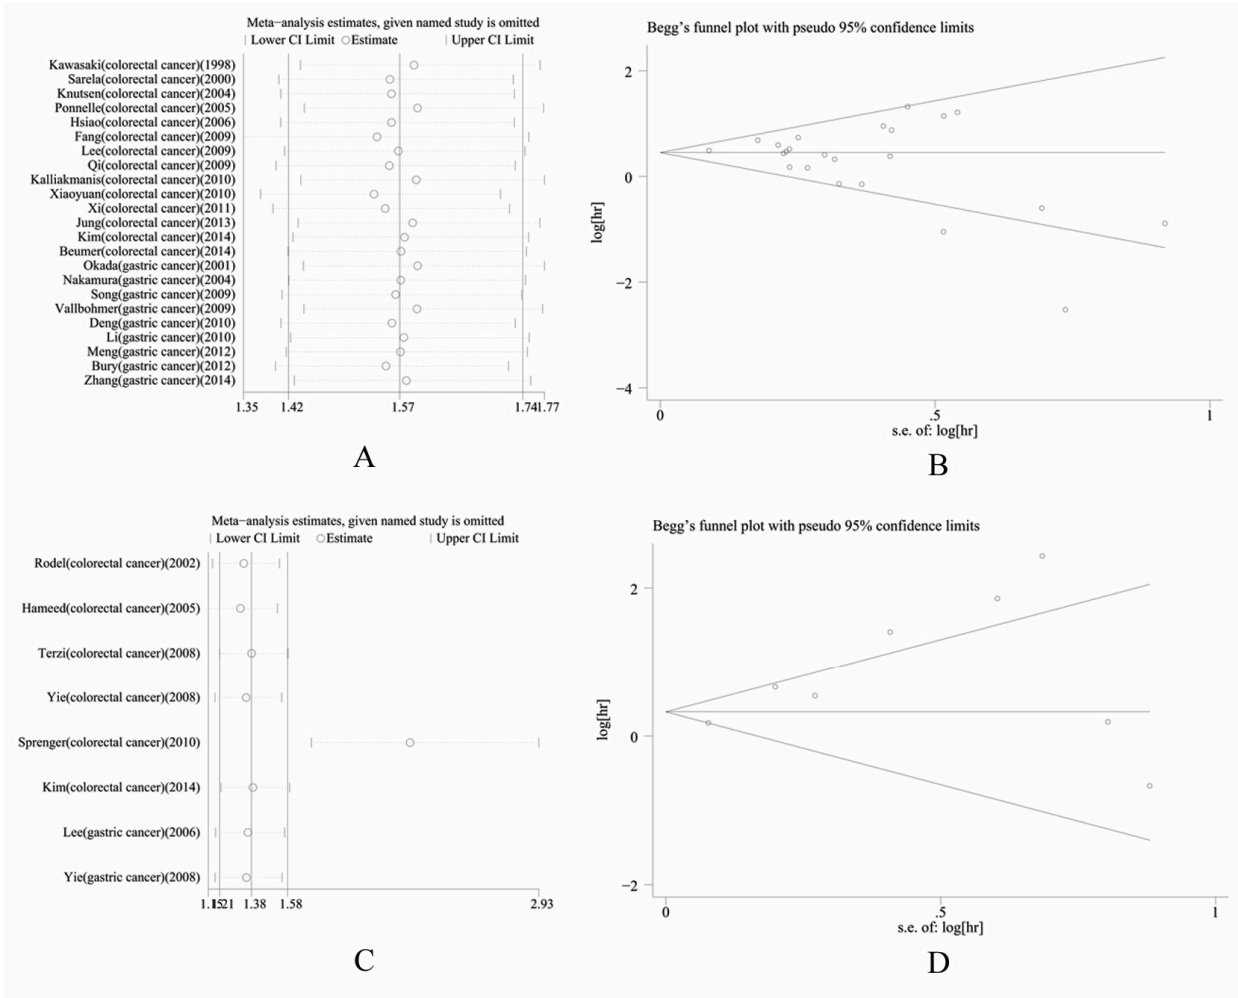 Meta−analysis estimates, given named study is omitted
Lower CI Limit Estimate Upper CI Limit
Kawasaki(colorectal cancer)(1998)
Sarela(colorectal cancer)(2000)
Knutsen(colorectal cancer)(2004)
Ponnelle(colorectal cancer)(2005)
Hsiao(colorectal cancer)(2006)
Fang(colorectal cancer)(2009)
Lee(colorectal cancer)(2009)
Qi(colorectal cancer)(2009)
Kalliakmanis(colorectal cancer)(2010)
Xiaoyuan(colorectal cancer)(2010)
Xi(colorectal cancer)(2011)
Jung(colorectal cancer)(2013)
Kim(colorectal cancer)(2014)
Beumer(colorectal cancer)(2014)
Okada(gastric cancer)(2001)
Nakamura(gastric cancer)(2004)
Song(gastric cancer)(2009)
Vallbohmer(gastric cancer)(2009)
Deng(gastric cancer)(2010)
Li(gastric cancer)(2010)
Meng(gastric cancer)(2012)
Bury(gastric cancer)(2012)
Zhang(gastric cancer)(2014)
1.35 1.42 1.57 1.74 1.77
A
Begg's funnel plot with pseudo 95% confidence limits
2
0
−2
−4
log[hr]
0 .5 1
s.e. of: log[hr]
B
Meta−analysis estimates, given named study is omitted
Lower CI Limit Estimate Upper CI Limit
Rodel(colorectal cancer)(2002)
Hameed(colorectal cancer)(2005)
Terzi(colorectal cancer)(2008)
Yie(colorectal cancer)(2008)
Sprenger(colorectal cancer)(2010)
Kim(colorectal cancer)(2014)
Lee(gastric cancer)(2006)
Yie(gastric cancer)(2008)
1.21 1.38 1.58 2.93
C
Begg's funnel plot with pseudo 95% confidence limits
2
0
−2
log[hr]
0 .5 1
s.e. of: log[hr]
D